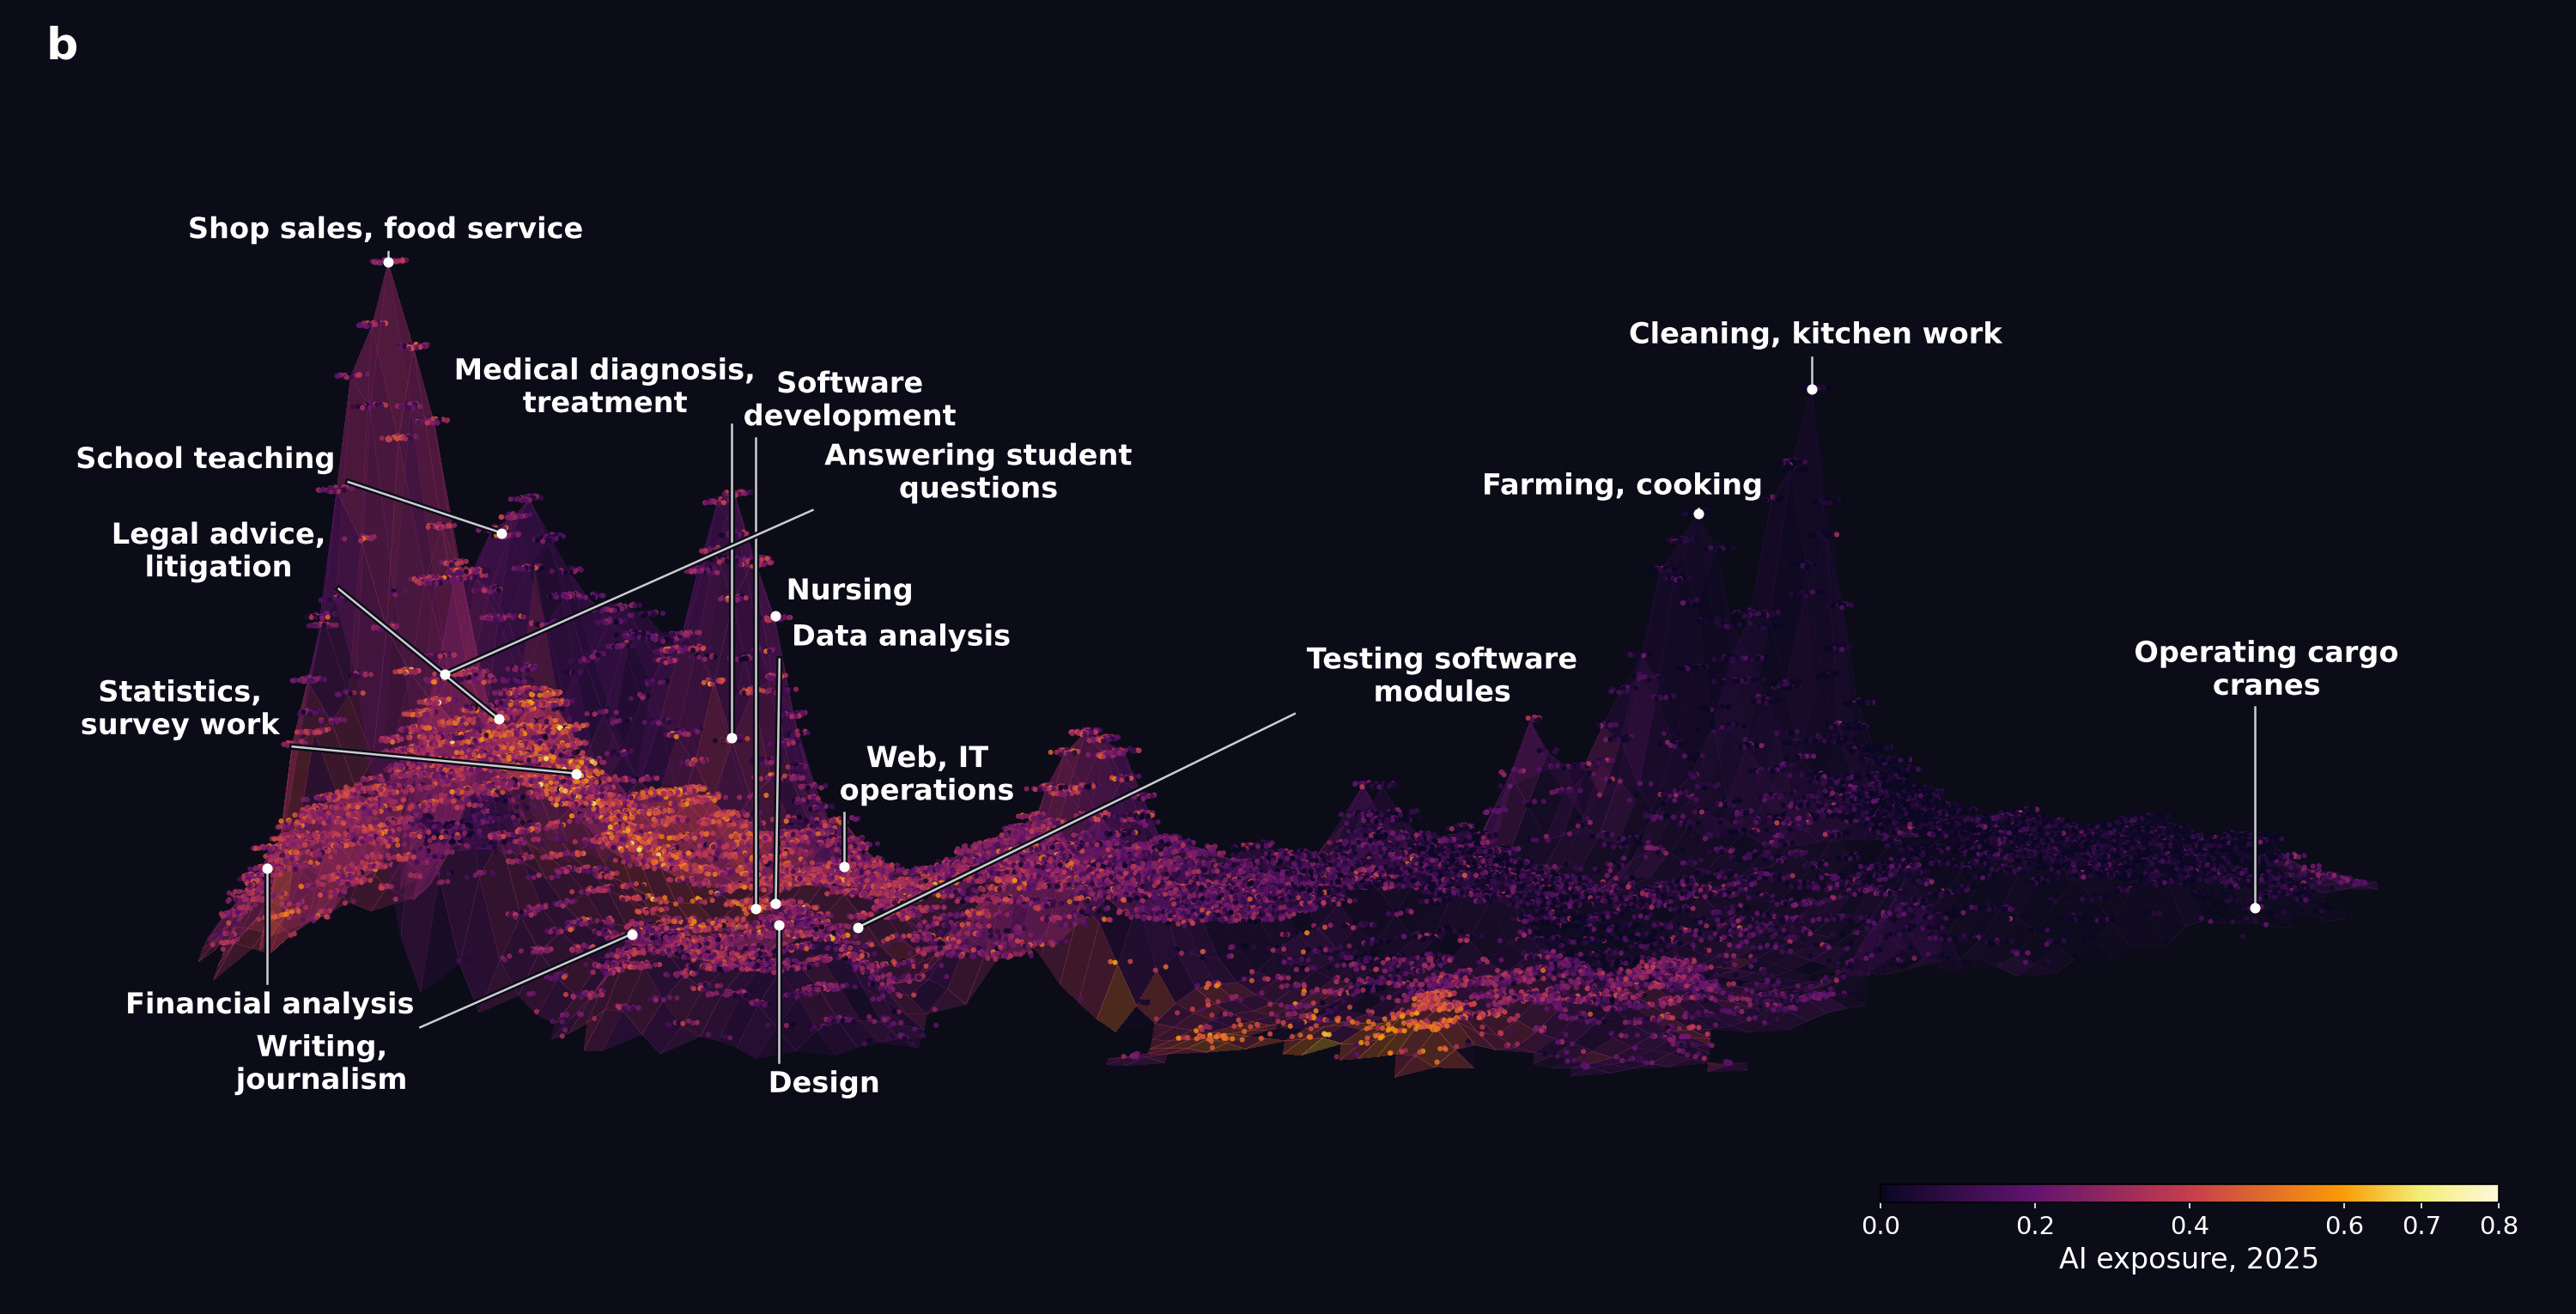 b
Shop sales, food service
Cleaning, kitchen work
Medical diagnosis,
treatment
Software
development
School teaching
Answering student
questions
Farming, cooking
Legal advice,
litigation
Nursing
Data analysis
Testing software
modules
Operating cargo
cranes
Statistics,
survey work
Web, IT
operations
Financial analysis
Writing,
journalism
Design
0.0 0.2 0.4 0.6 0.7 0.8
AI exposure, 2025